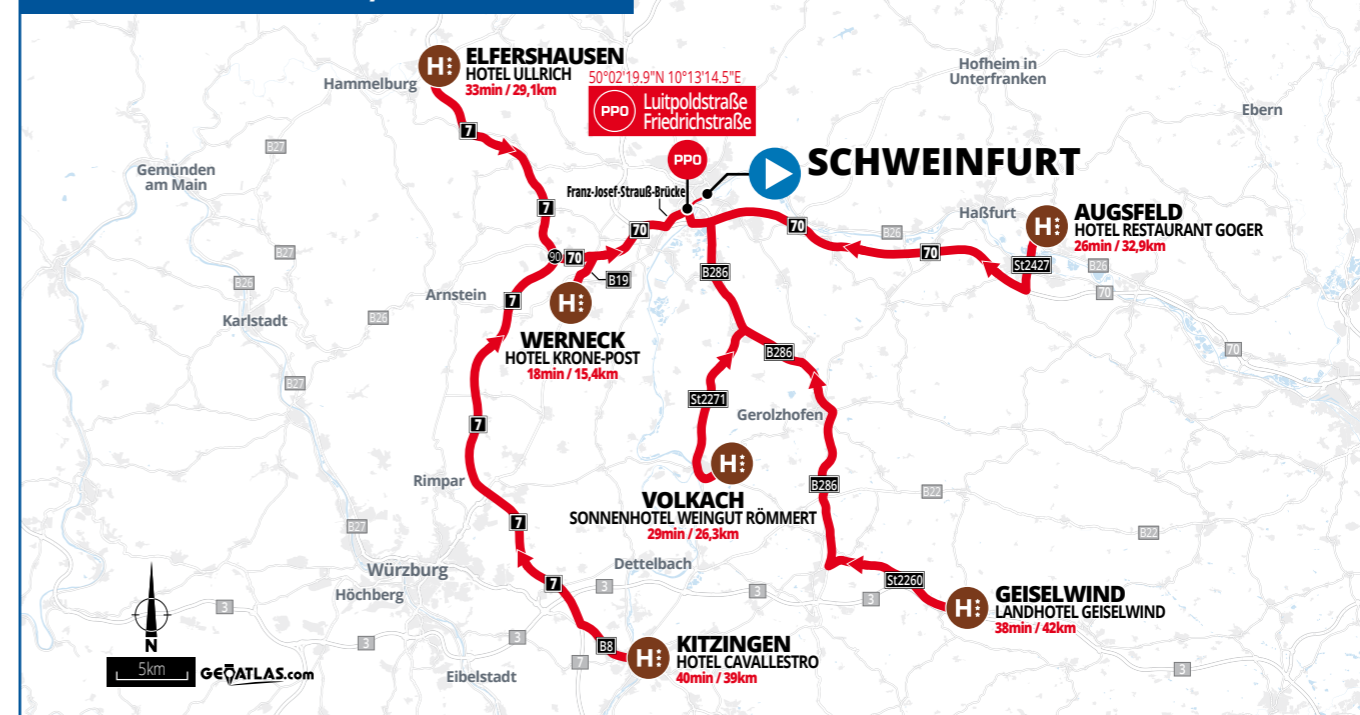 ELFERSHAUSEN
HOTEL ULLRICH
33min / 29,1km
Hammelburg
50°02'19.9"N 10°13'14.5"E
PPO
Luitpoldstraße
Friedrichstraße
Hofheim in
Unterfranken
Ebern
7
B27
Gemünden
am Main
PPO
SCHWEINFURT
Franz-Josef-Strauß-Brücke
7
70
70
Haßfurt
AUGSFELD
HOTEL RESTAURANT GOGER
26min / 32,9km
B26
70
B27
90
70
B19
B286
St2427
B26
70
B26
Arnstein
7
Karlstadt
B26
WERNECK
HOTEL KRONE-POST
18min / 15,4km
B286
70
B27
St2271
Gerolzhofen
7
Rimpar
VOLKACH
SONNENHOTEL WEINGUT RÖMMERT
29min / 26,3km
B286
B22
B27
7
B22
Würzburg
Höchberg
Dettelbach
7
3
3
3
St2260
GEISELWIND
LANDHOTEL GEISELWIND
38min / 42km
3
N
3
3
B8
7
KITZINGEN
HOTEL CAVALLESTRO
40min / 39km
3
5km
GEOATLAS.com
Eibelstadt